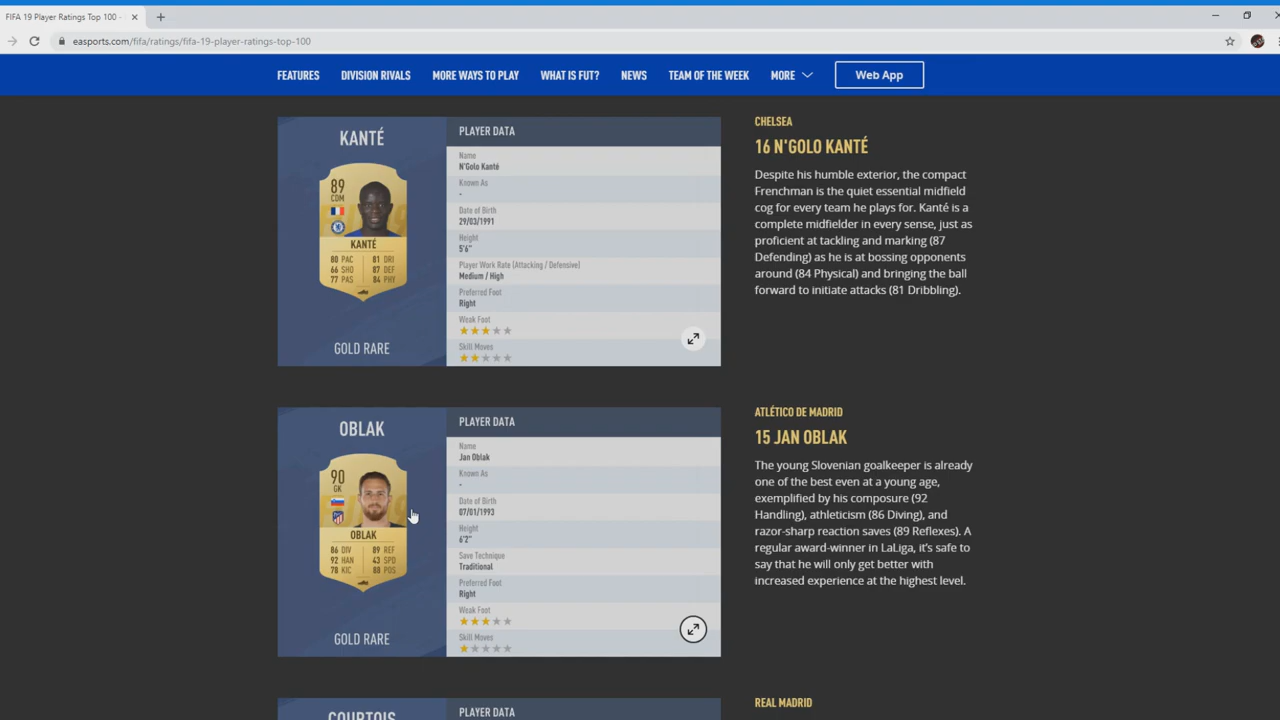 FIFA 19 Player Ratings Top 100 -
easports.com/fifa/ratings/fifa-19-player-ratings-top-100
FEATURES DIVISION RIVALS MORE WAYS TO PLAY WHAT IS FUT? NEWS TEAM OF THE WEEK MORE Web App
KANTÉ
89
CDM
KANTÉ
80 PAC 81 DRI
66 SHO 87 DEF
77 PAS 84 PHY
GOLD RARE
PLAYER DATA
Name
N'Golo Kanté
Known As
-
Date of Birth
29/03/1991
Height
5'6"
Player Work Rate (Attacking / Defensive)
Medium / High
Preferred Foot
Right
Weak Foot
Skill Moves
CHELSEA
16 N'GOLO KANTÉ
Despite his humble exterior, the compact
Frenchman is the quiet essential midfield
cog for every team he plays for. Kanté is a
complete midfielder in every sense, just as
proficient at tackling and marking (87
Defending) as he is at bossing opponents
around (84 Physical) and bringing the ball
forward to initiate attacks (81 Dribbling).
OBLAK
90
GK
OBLAK
86 DIV 89 REF
92 HAN 43 SPD
78 KIC 88 POS
GOLD RARE
PLAYER DATA
Name
Jan Oblak
Known As
-
Date of Birth
07/01/1993
Height
6'2"
Save Technique
Traditional
Preferred Foot
Right
Weak Foot
Skill Moves
ATLÉTICO DE MADRID
15 JAN OBLAK
The young Slovenian goalkeeper is already
one of the best even at a young age,
exemplified by his composure (92
Handling), athleticism (86 Diving), and
razor-sharp reaction saves (89 Reflexes). A
regular award-winner in LaLiga, it's safe to
say that he will only get better with
increased experience at the highest level.
COURTOIS
PLAYER DATA
REAL MADRID